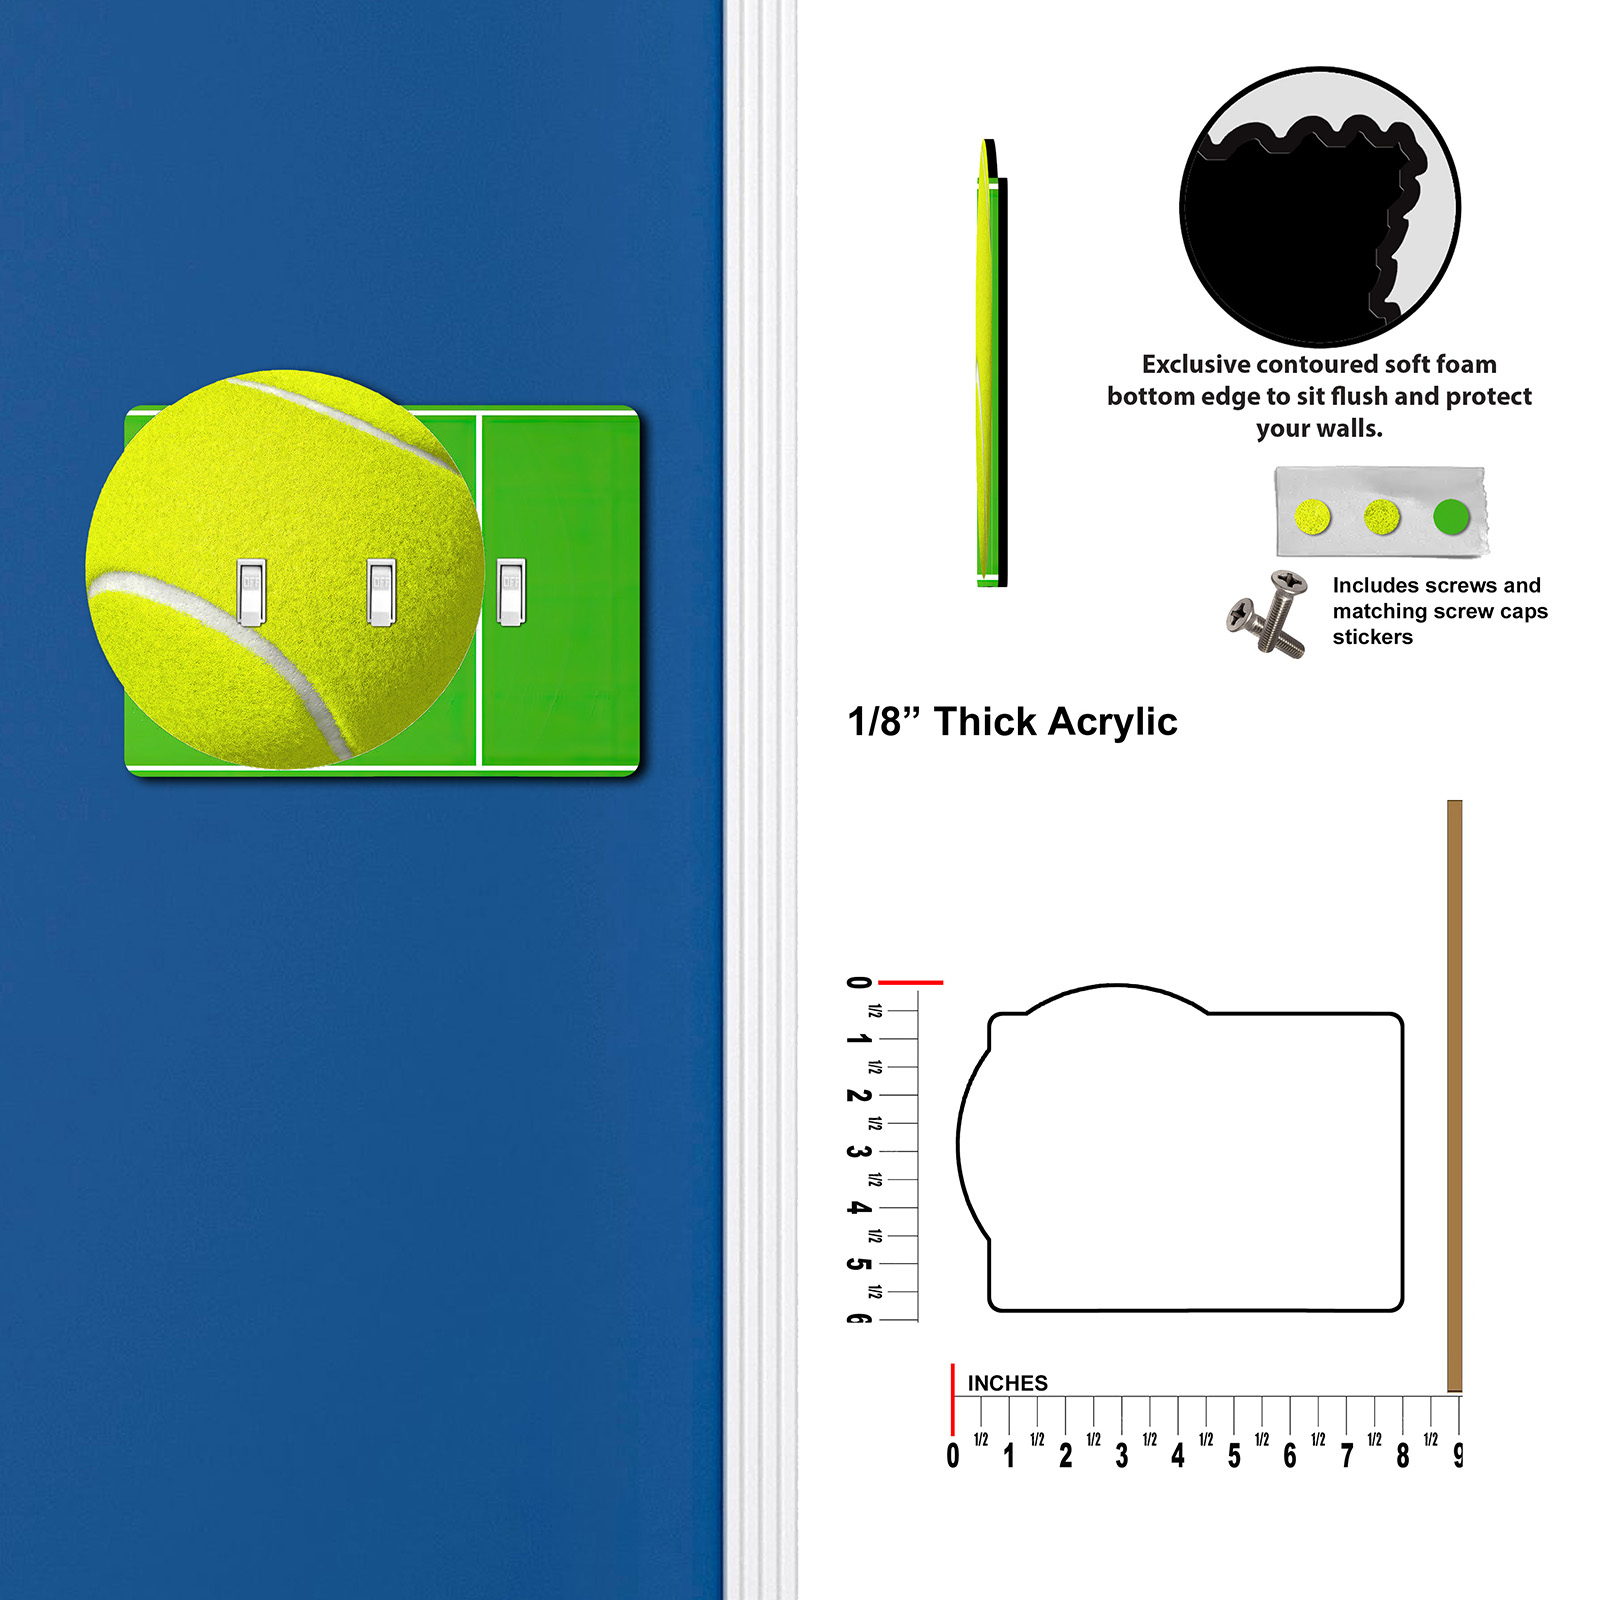 OFF OFF OFF
Exclusive contoured soft foam
bottom edge to sit flush and protect
your walls.
Includes screws and
matching screw caps
stickers
1/8” Thick Acrylic
0
1/2
1
1/2
2
1/2
3
1/2
4
1/2
5
1/2
6
INCHES
0 1/2 1 1/2 2 1/2 3 1/2 4 1/2 5 1/2 6 1/2 7 1/2 8 1/2 9